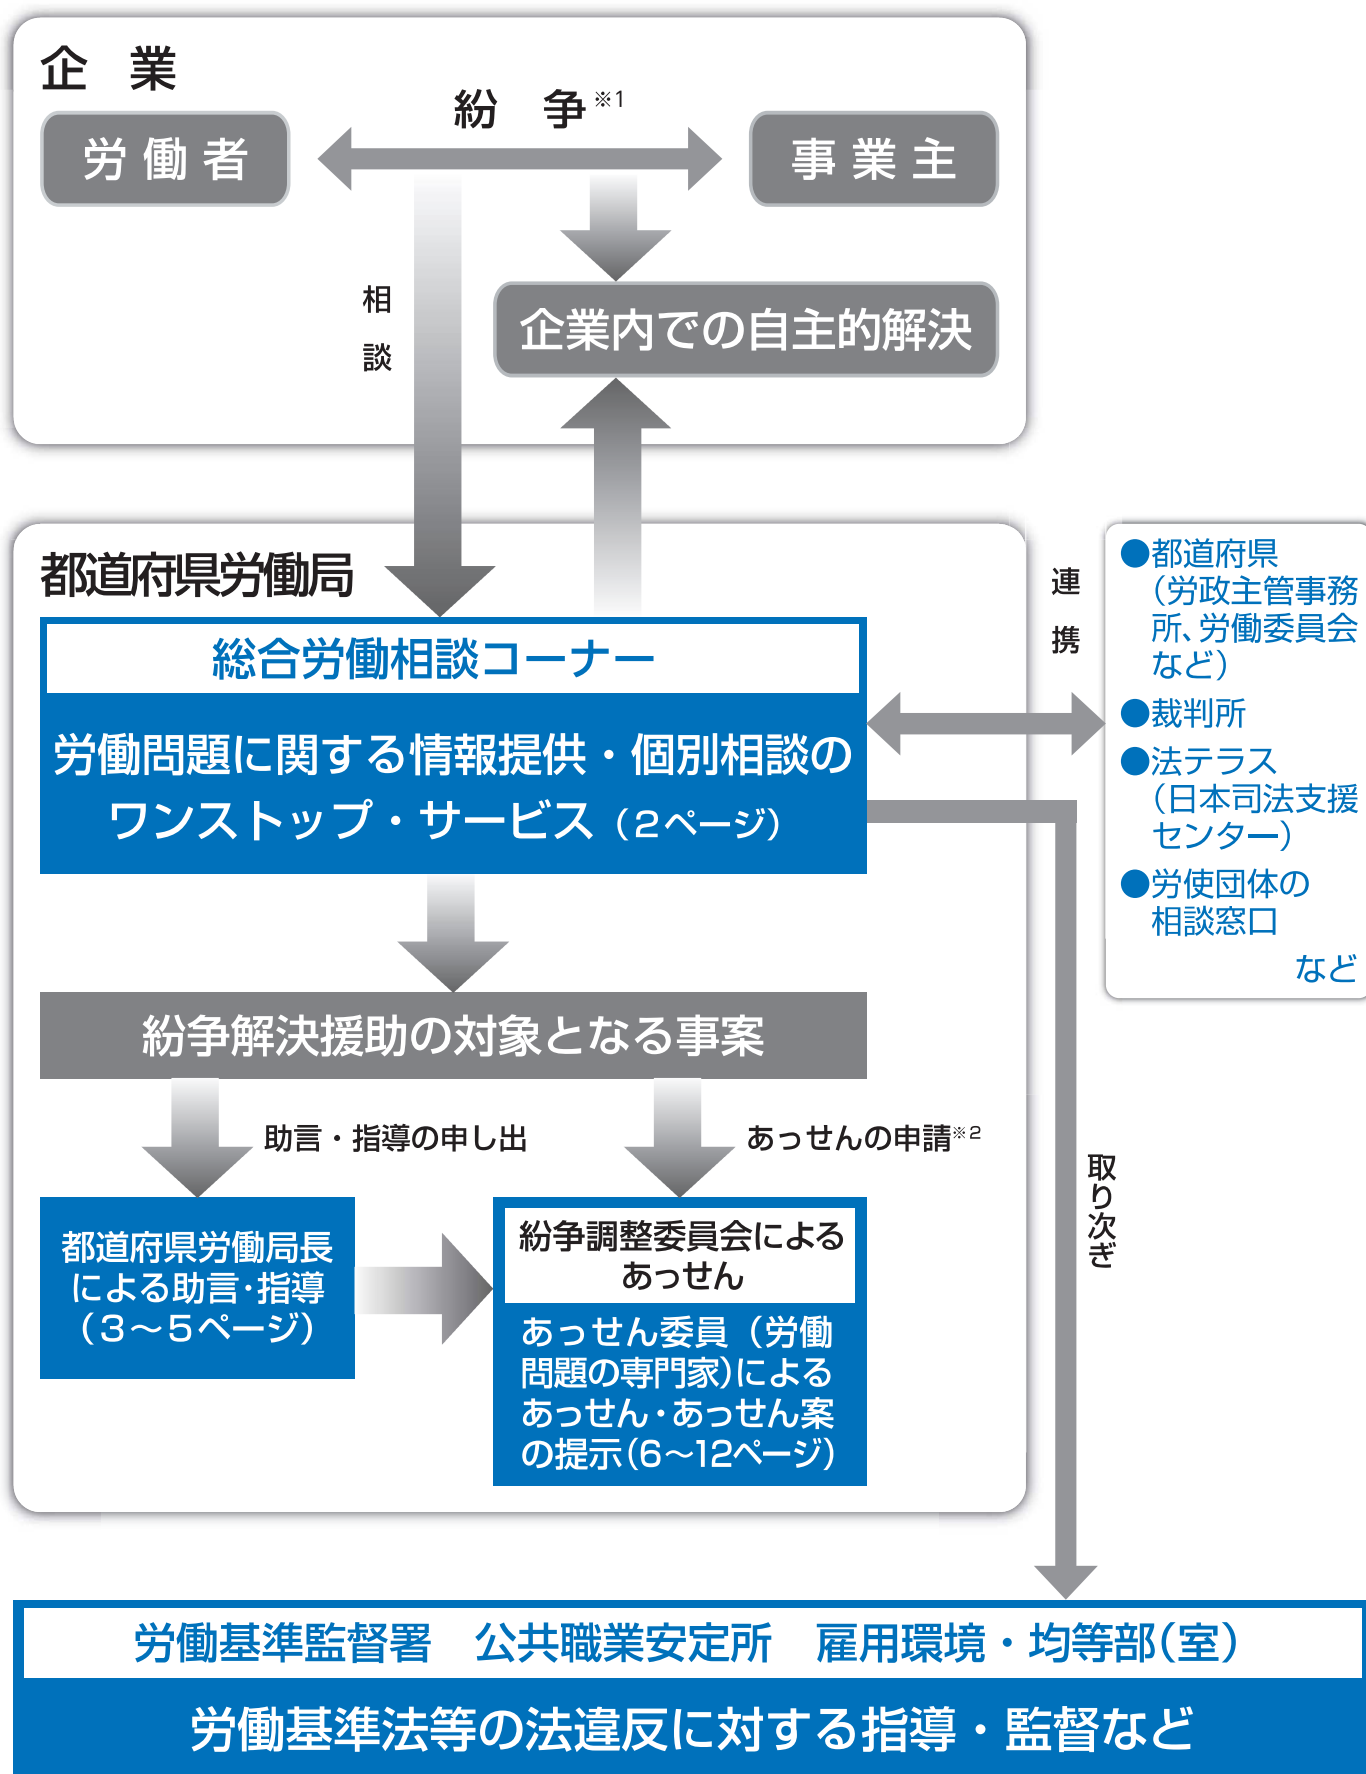 企　業
紛　争※1
労働者
事業主
相談
企業内での自主的解決
都道府県労働局
総合労働相談コーナー
労働問題に関する情報提供・個別相談の
ワンストップ・サービス（２ページ）
連携
●都道府県
（労政主管事務
所、労働委員会
など）
●裁判所
●法テラス
（日本司法支援
センター）
●労使団体の
相談窓口
など
紛争解決援助の対象となる事案
助言・指導の申し出
あっせんの申請※2
取り次ぎ
都道府県労働局長
による助言・指導
（３～５ページ）
紛争調整委員会による
あっせん
あっせん委員（労働
問題の専門家）による
あっせん・あっせん案
の提示（6～12ページ）
労働基準監督署　公共職業安定所　雇用環境・均等部（室）
労働基準法等の法違反に対する指導・監督など